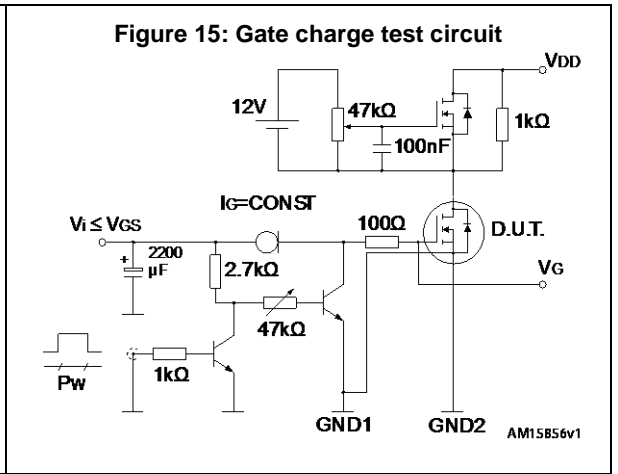 Figure 15: Gate charge test circuit
VDD
12V
47kΩ
1kΩ
100nF
IG=CONST
Vi ≤ VGS
100Ω
D.U.T.
2200
μF
2.7kΩ
VG
47kΩ
1kΩ
Pw
GND1
GND2
AM15856v1